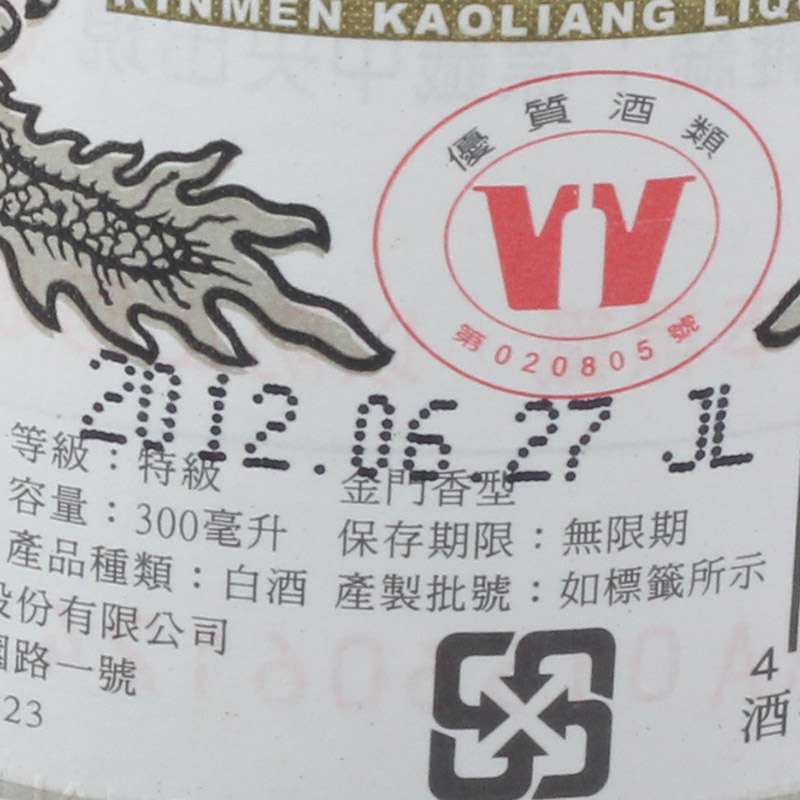 KINMEN KAOLIANG
優質酒類
第020805號
2012.06.27 JL
等級：特級 金門香型
容量：300毫升 保存期限：無限期
產品種類：白酒 產製批號：如標籤所示
股份有限公司
路一號
23
4
酒